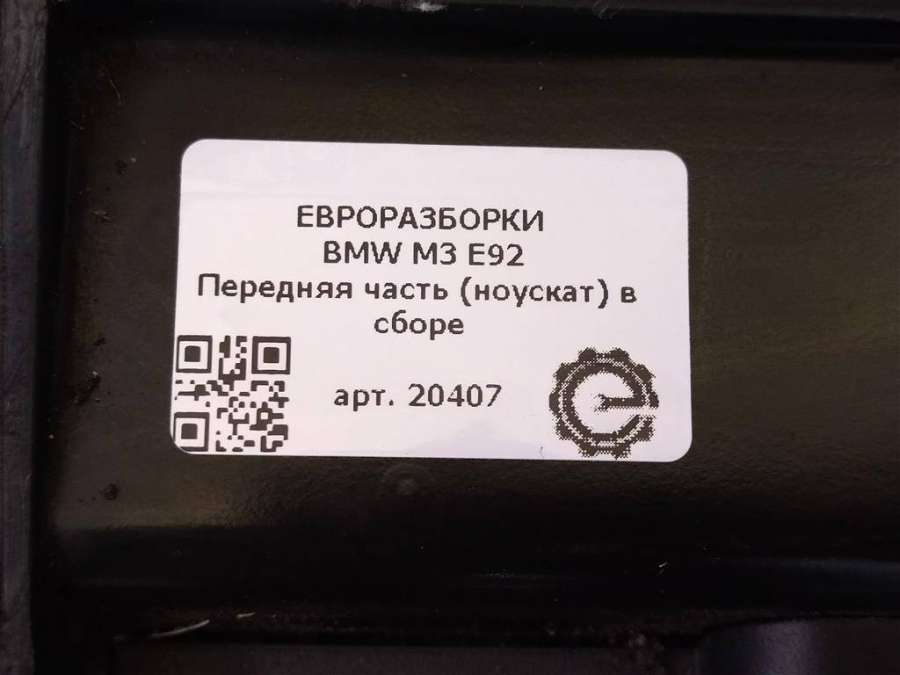 ЕВРОРАЗБОРКИ
BMW M3 E92
Передняя часть (ноускат) в
сборе
арт. 20407